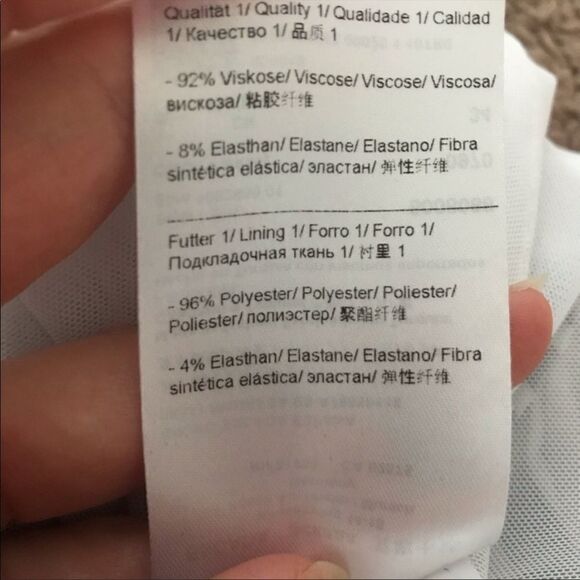 Qualität 1/ Quality 1/ Qualidade 1/ Calidad
1/ Качество 1/ 品质 1
- 92% Viskose/ Viscose/ Viscose/ Viscosa/
вискоза/ 粘胶纤维
- 8% Elasthan/ Elastane/ Elastano/ Fibra
sintética elástica/ эластан/ 弹性纤维
Futter 1/ Lining 1/ Forro 1/ Forro 1/
Подкладочная ткань 1/ 衬里 1
- 96% Polyester/ Polyester/ Poliester/
Poliester/ полиэстер/ 聚酯纤维
- 4% Elasthan/ Elastane/ Elastano/ Fibra
sintética elástica/ эластан/ 弹性纤维